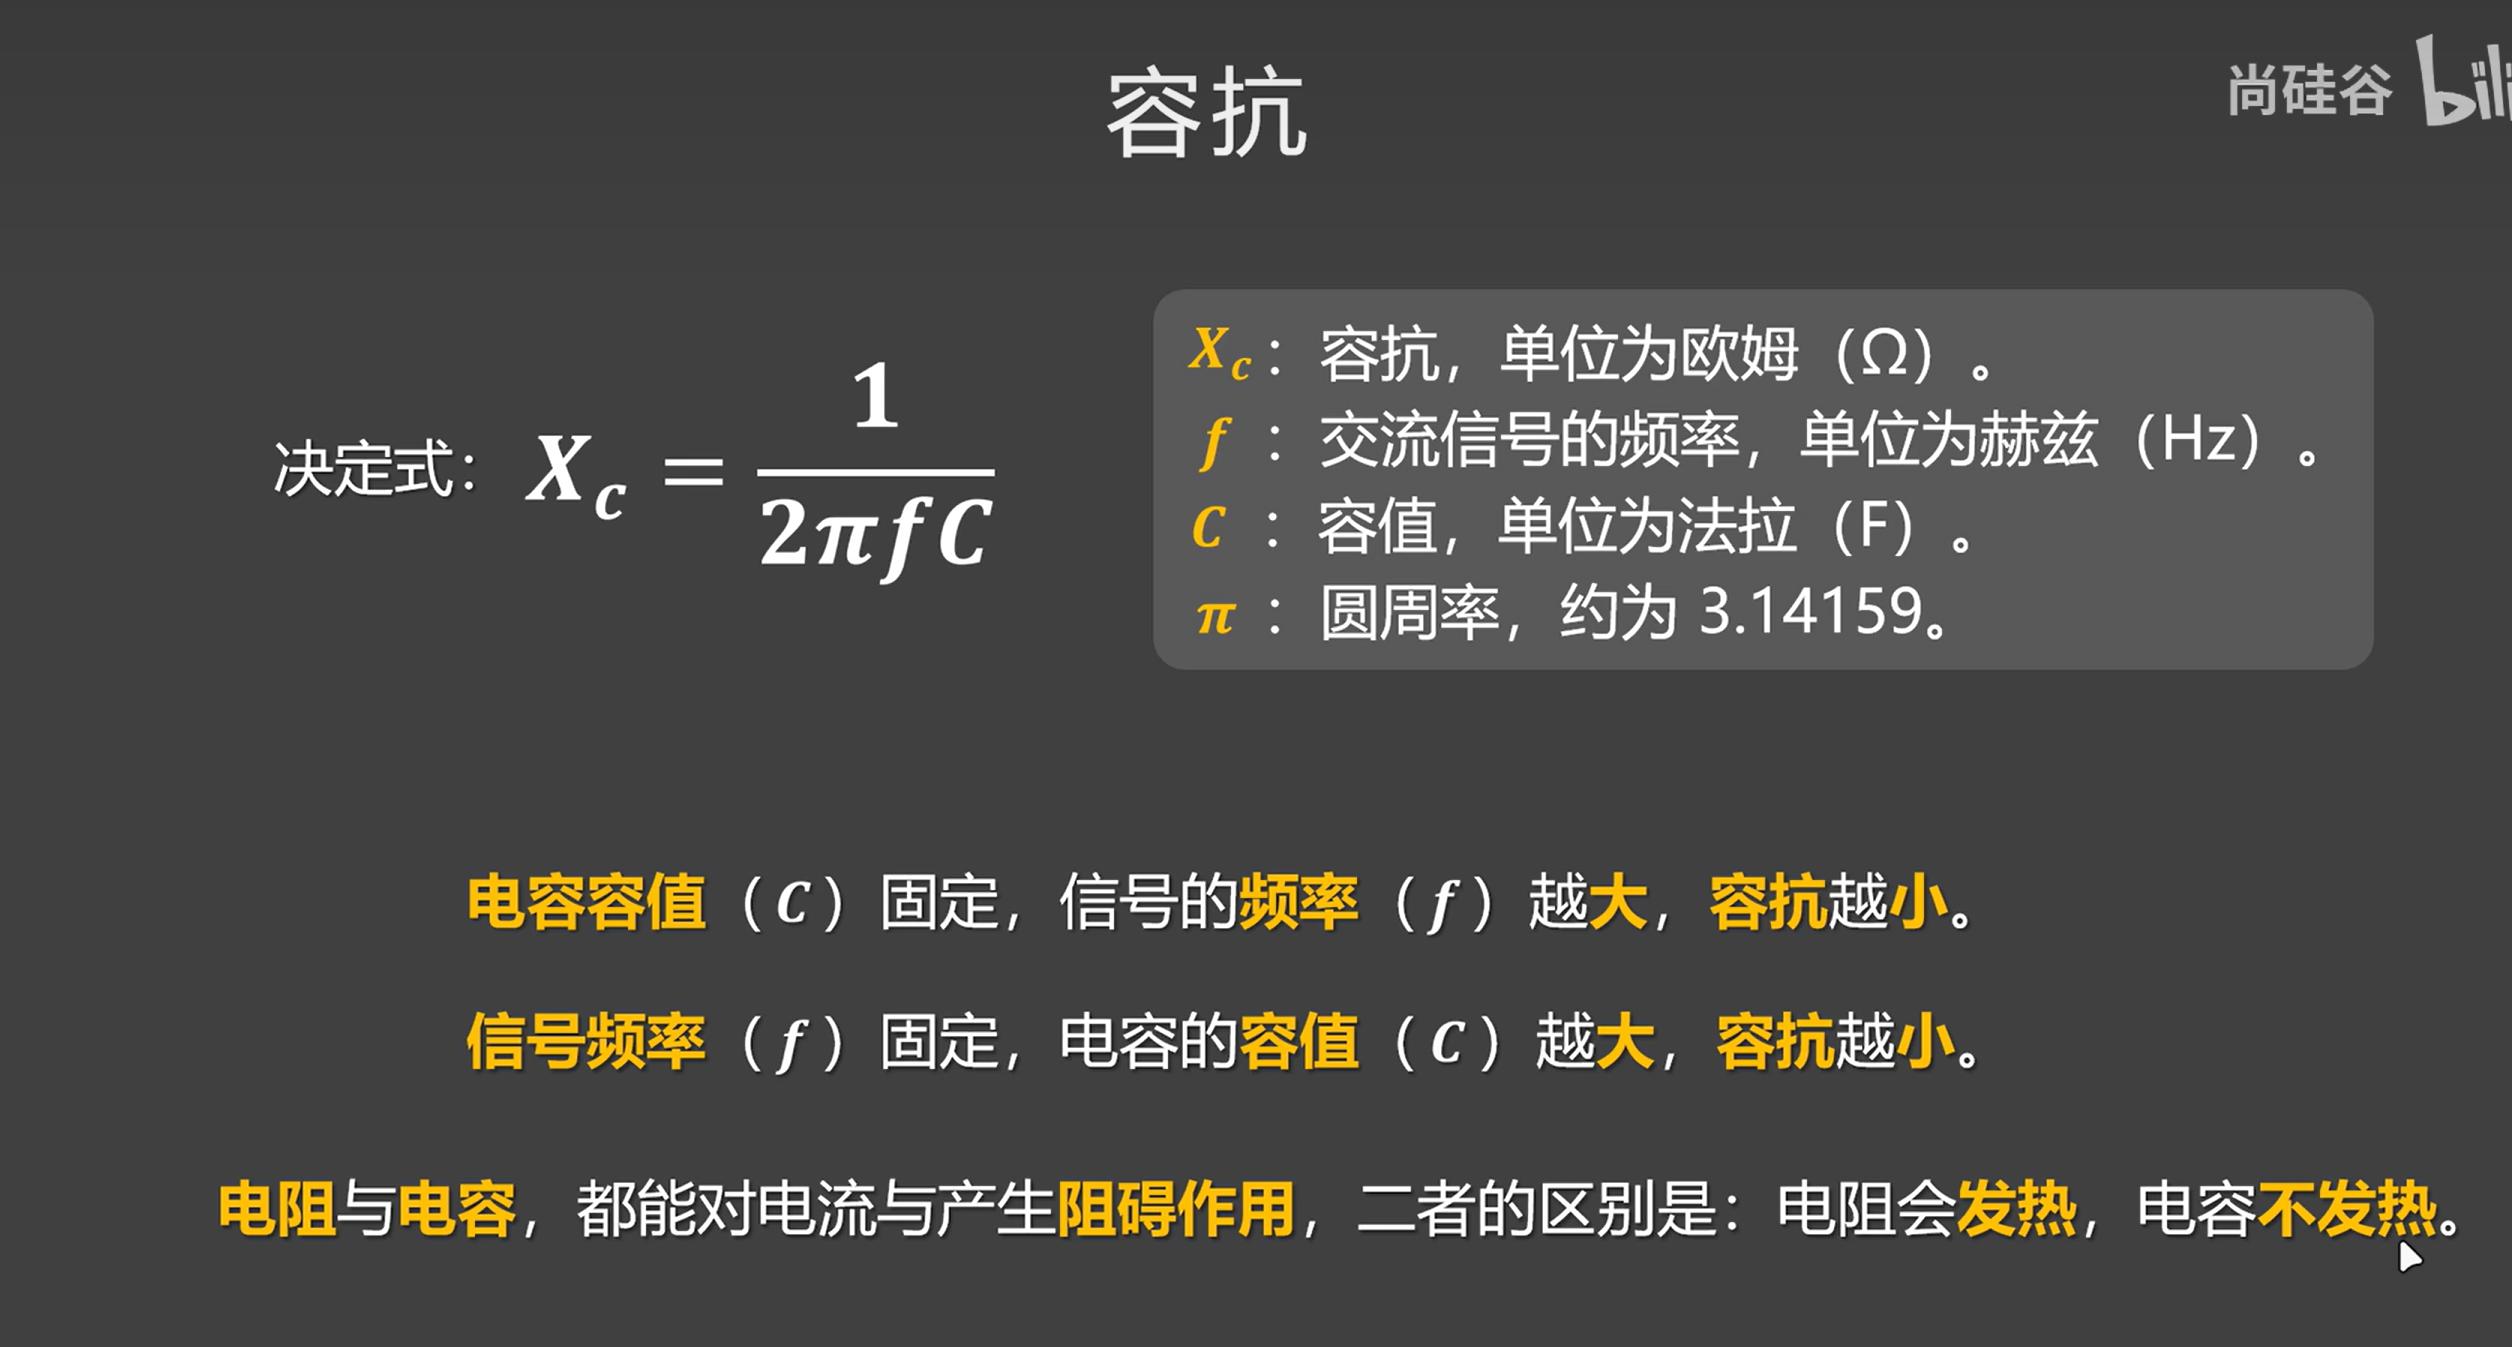 容抗
尚硅谷 bili
决定式： X_c = 1 / 2πfC
X_c ： 容抗，单位为欧姆（Ω）。
f ： 交流信号的频率，单位为赫兹（Hz）。
C ： 容值，单位为法拉（F）。
π ： 圆周率，约为 3.14159。
电容容值（C）固定，信号的频率（f）越大，容抗越小。
信号频率（f）固定，电容的容值（C）越大，容抗越小。
电阻与电容，都能对电流与产生阻碍作用，二者的区别是：电阻会发热，电容不发热。